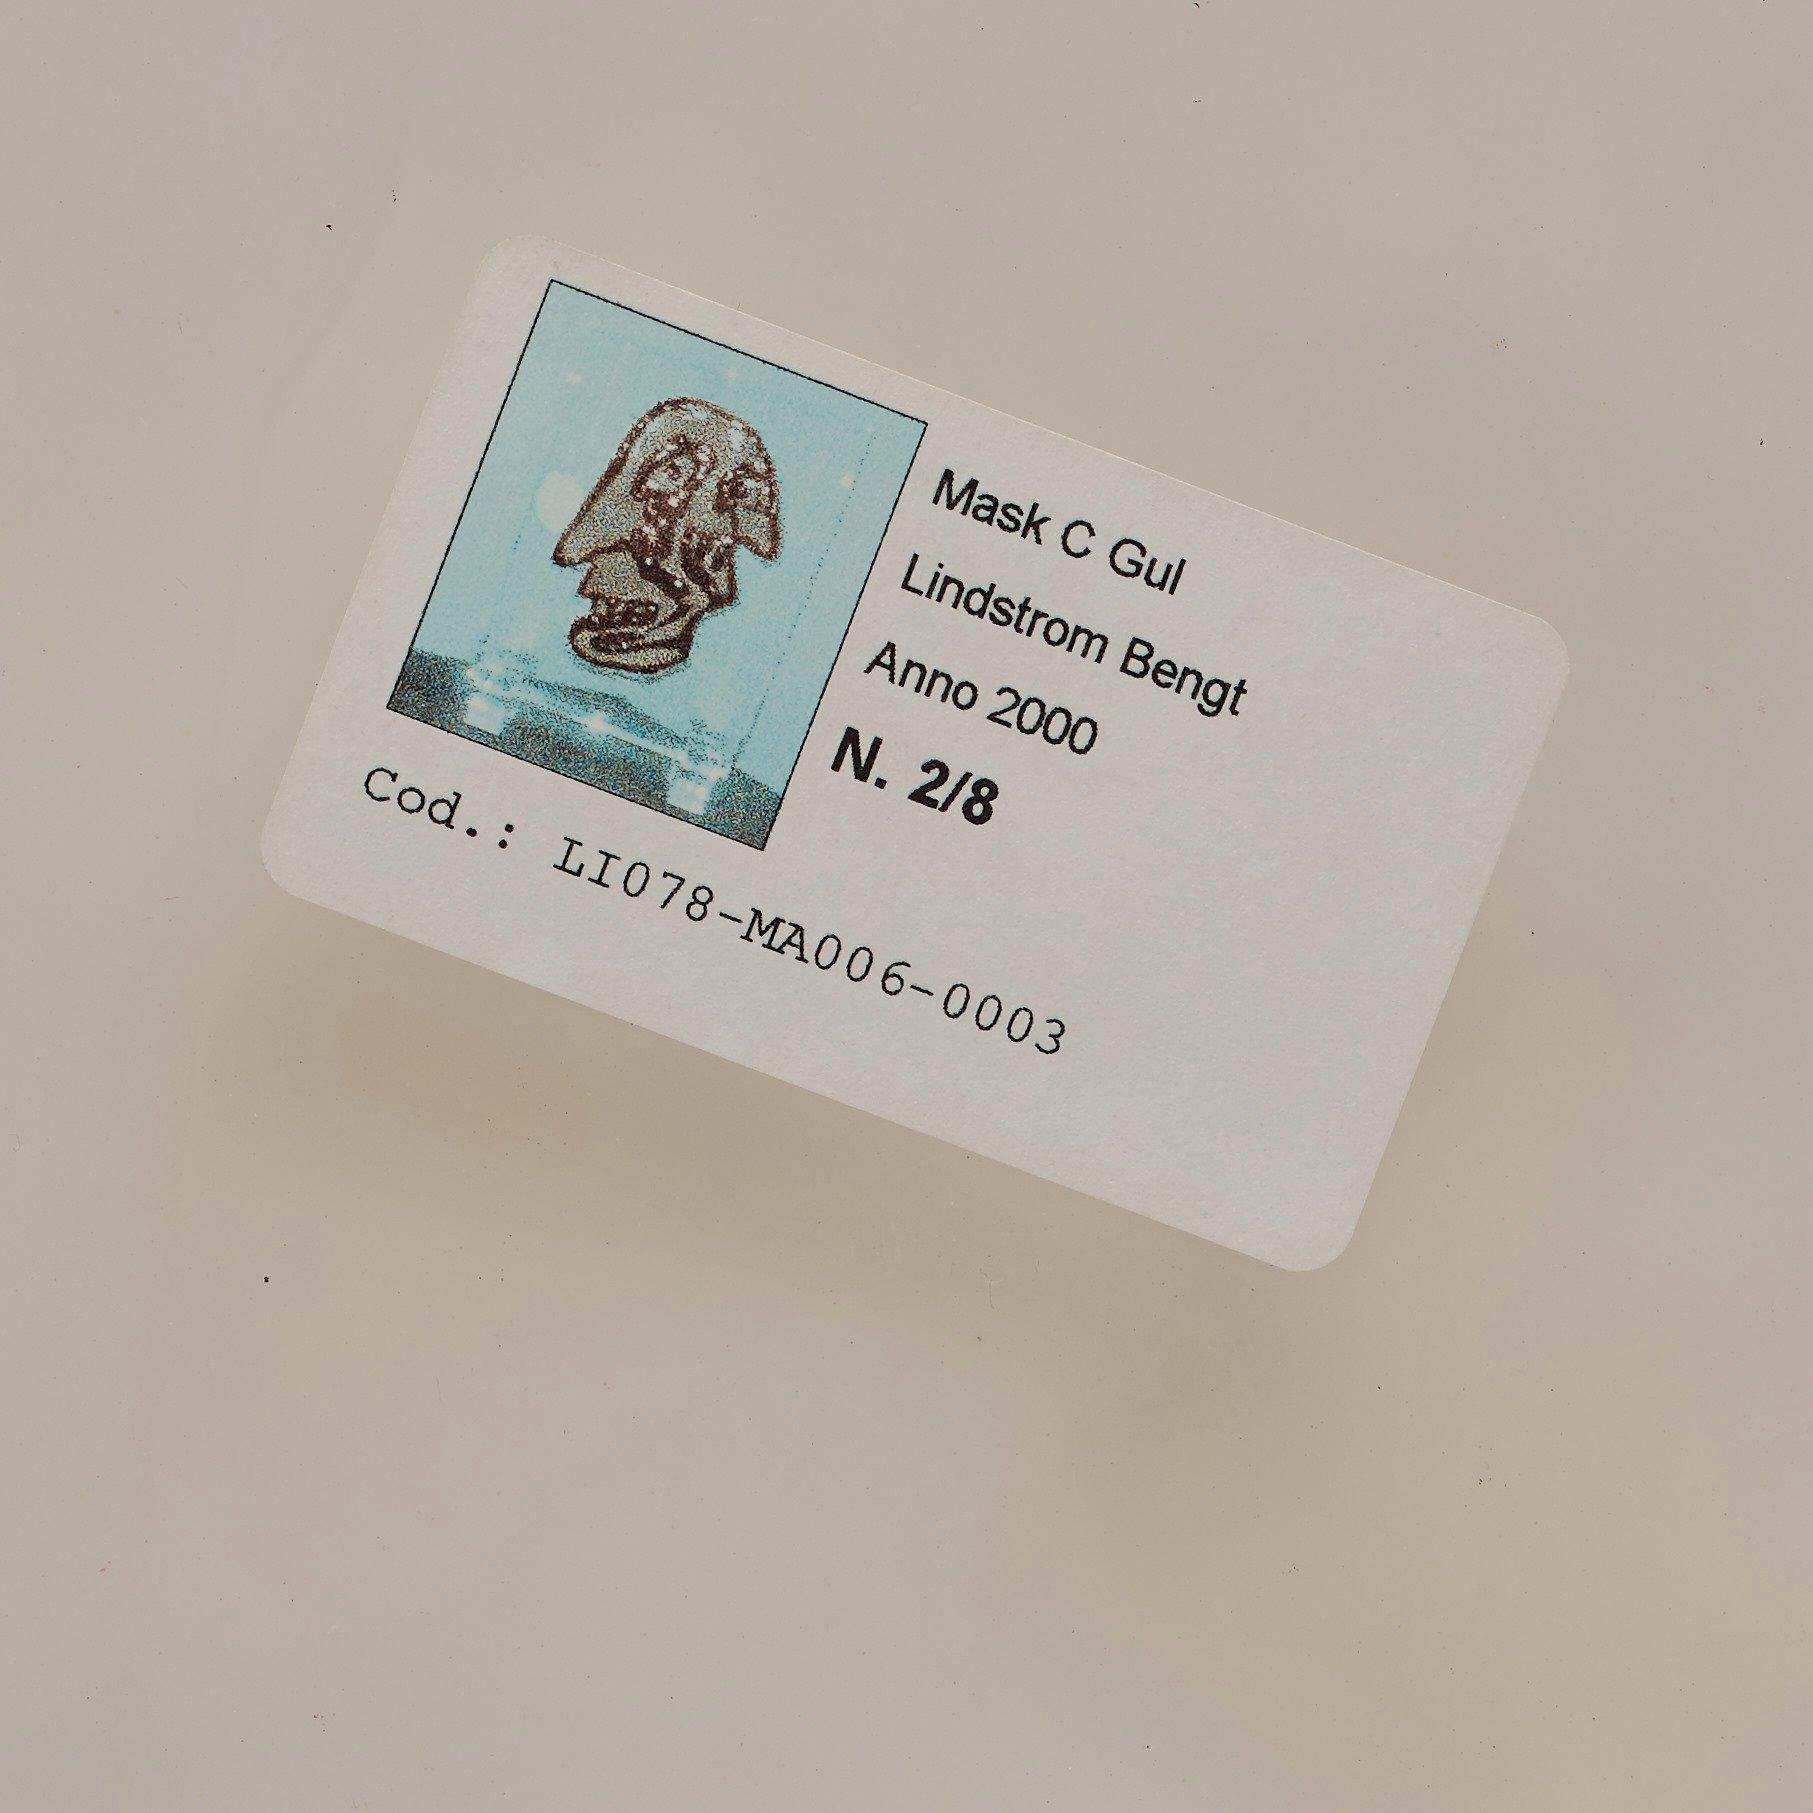 Mask C Gul
Lindstrom Bengt
Anno 2000
N. 2/8
Cod.: LI078-MA006-0003